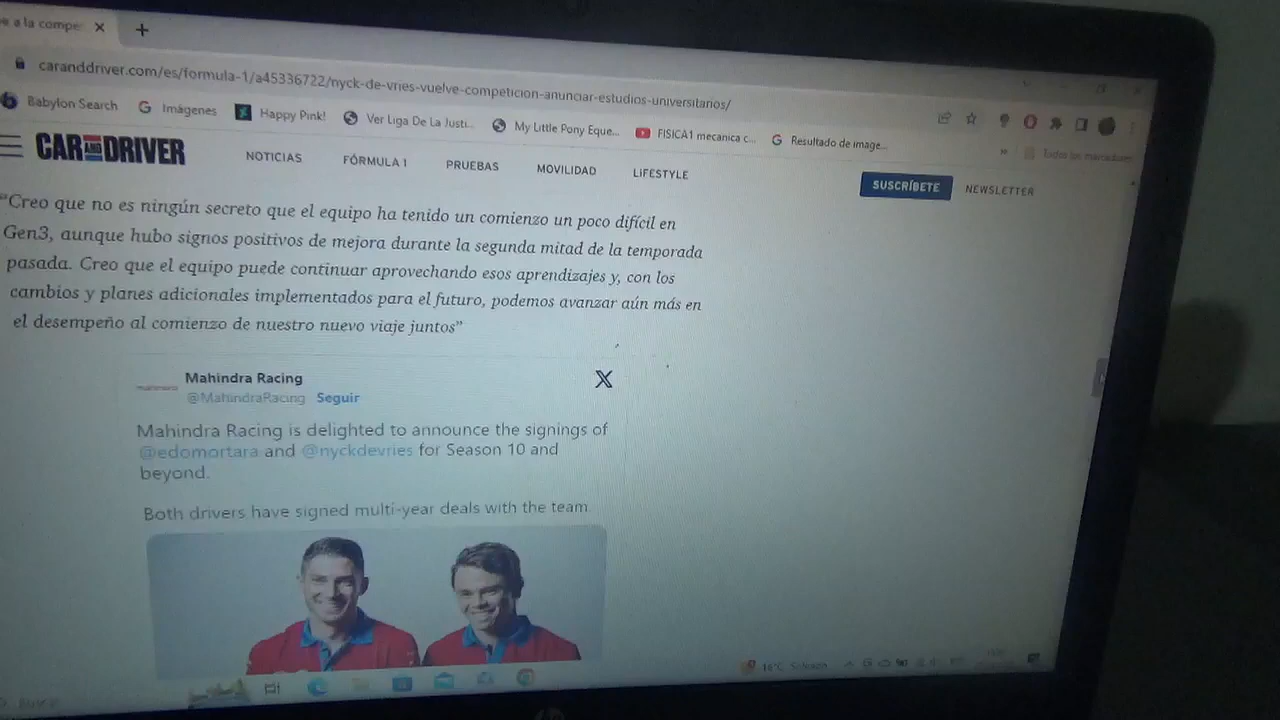 a la compe
caranddriver.com/es/formula-1/a45336722/nyck-de-vries-vuelve-competicion-anunciar-estudios-universitarios/
Babylon Search
Imágenes
Happy Pink!
Ver Liga De La Justi...
My Little Pony Eque...
FISICA1 mecanica c...
Resultado de image...
»
Todos los marcadores
CAR AND DRIVER
NOTICIAS
FÓRMULA 1
PRUEBAS
MOVILIDAD
LIFESTYLE
SUSCRÍBETE
NEWSLETTER
“Creo que no es ningún secreto que el equipo ha tenido un comienzo un poco difícil en
Gen3, aunque hubo signos positivos de mejora durante la segunda mitad de la temporada
pasada. Creo que el equipo puede continuar aprovechando esos aprendizajes y, con los
cambios y planes adicionales implementados para el futuro, podemos avanzar aún más en
el desempeño al comienzo de nuestro nuevo viaje juntos”
Mahindra Racing
@MahindraRacing Seguir
Mahindra Racing is delighted to announce the signings of
@edomortara and @nyckdevries for Season 10 and
beyond.
Both drivers have signed multi-year deals with the team.
Soleado